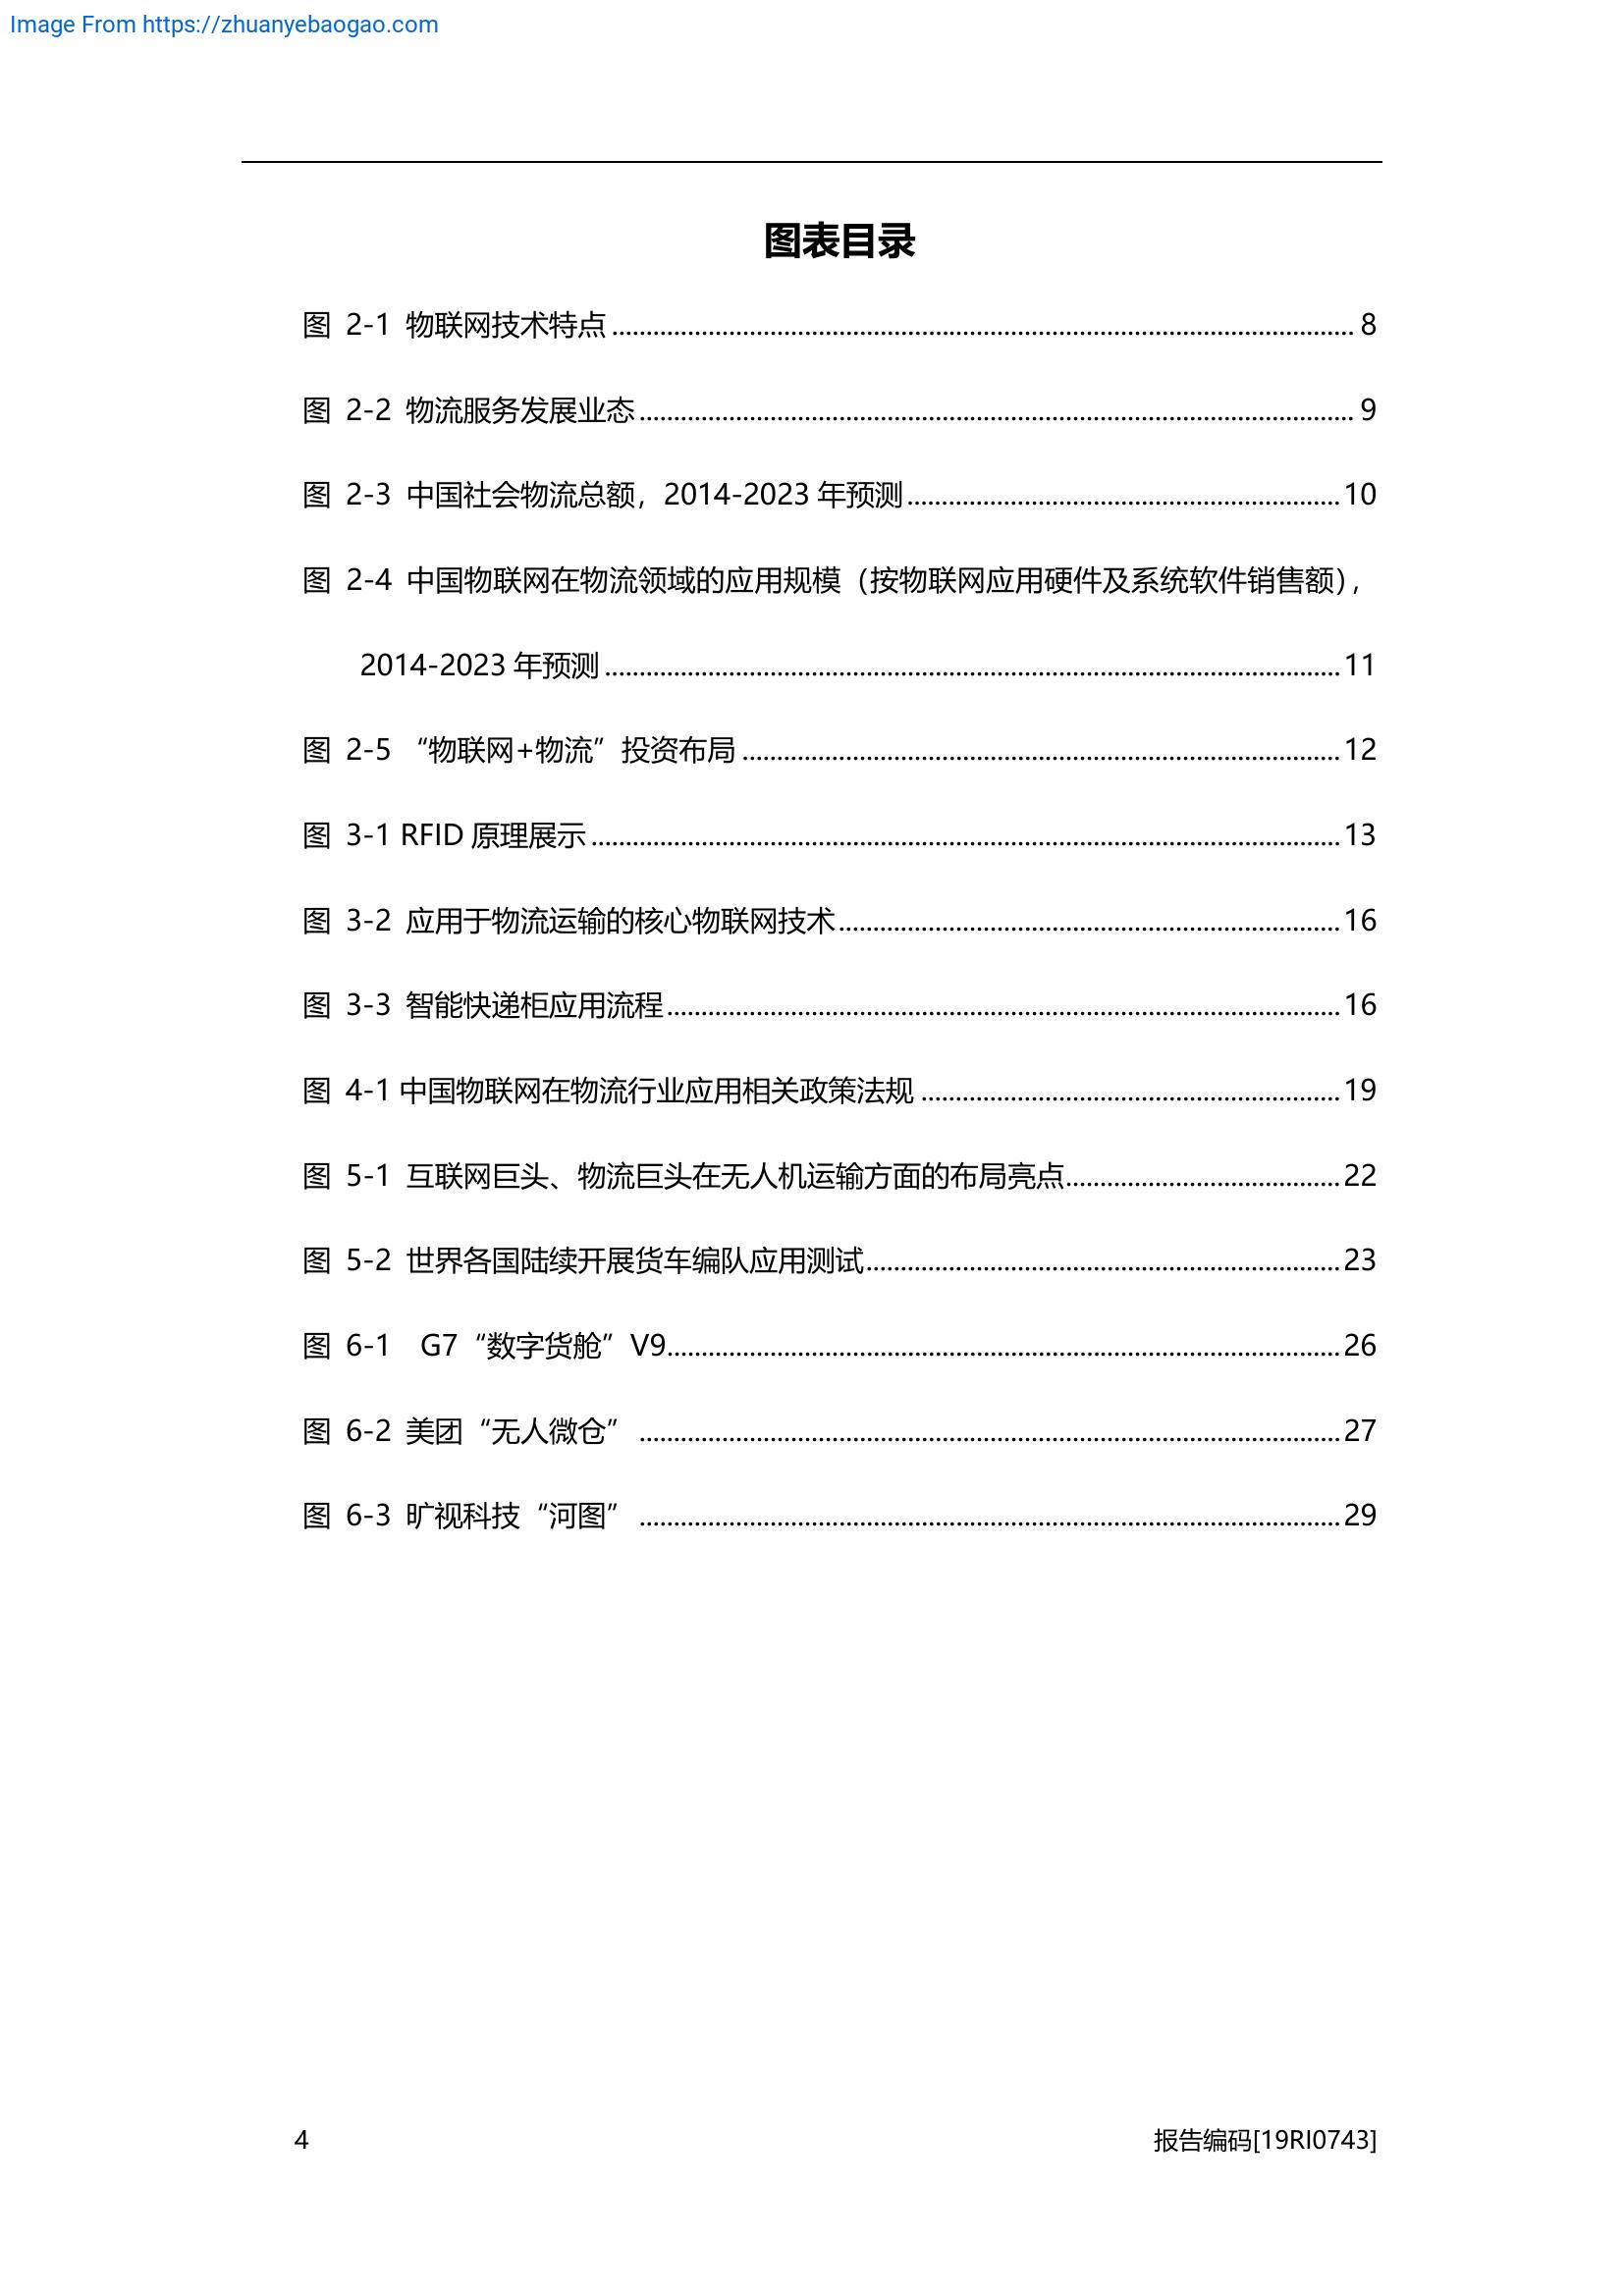 Image From https://zhuanyebaogao.com
图表目录
图 2-1 物联网技术特点 8
图 2-2 物流服务发展业态 9
图 2-3 中国社会物流总额，2014-2023 年预测 10
图 2-4 中国物联网在物流领域的应用规模（按物联网应用硬件及系统软件销售额），
2014-2023 年预测 11
图 2-5 “物联网+物流”投资布局 12
图 3-1 RFID 原理展示 13
图 3-2 应用于物流运输的核心物联网技术 16
图 3-3 智能快递柜应用流程 16
图 4-1 中国物联网在物流行业应用相关政策法规 19
图 5-1 互联网巨头、物流巨头在无人机运输方面的布局亮点 22
图 5-2 世界各国陆续开展货车编队应用测试 23
图 6-1 G7“数字货舱”V9 26
图 6-2 美团“无人微仓” 27
图 6-3 旷视科技“河图” 29
4 报告编码[19RI0743]